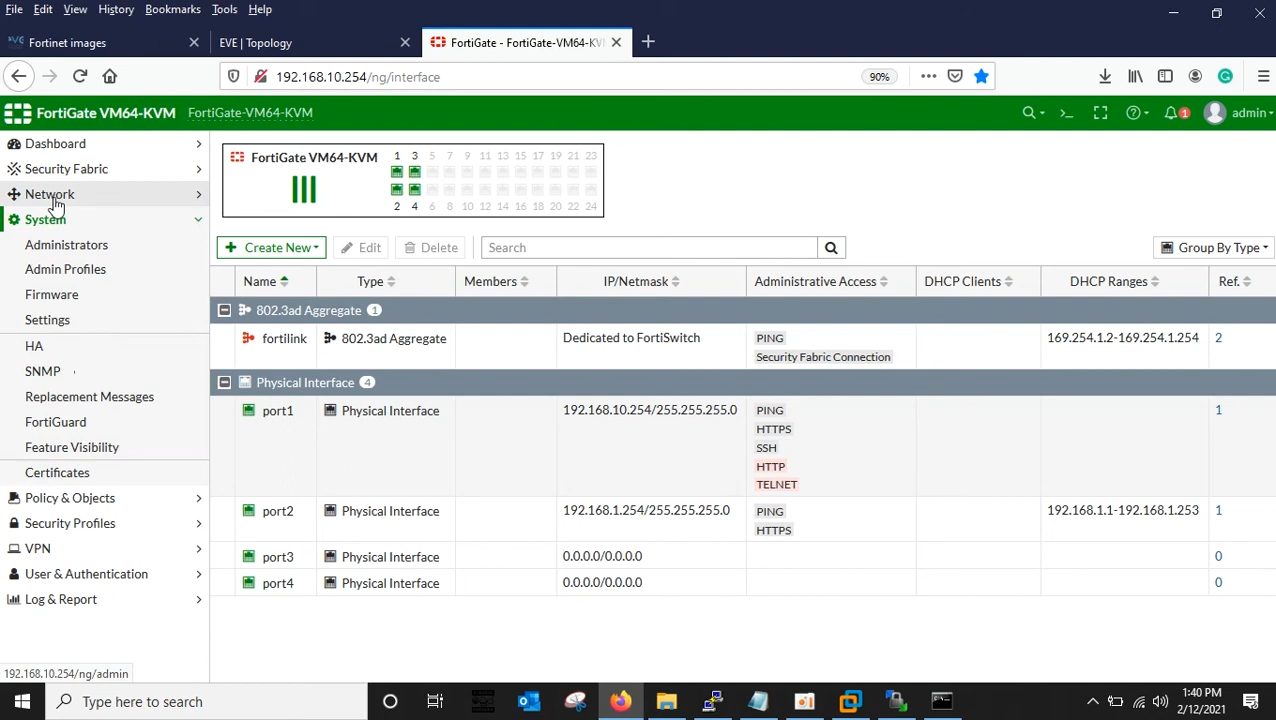 File Edit View History Bookmarks Tools Help
Fortinet images
EVE | Topology
FortiGate - FortiGate-VM64-KV
192.168.10.254/ng/interface
90%
FortiGate VM64-KVM
FortiGate-VM64-KVM
1
admin
Dashboard
Security Fabric
Network
System
Administrators
Admin Profiles
Firmware
Settings
HA
SNMP
Replacement Messages
FortiGuard
Feature Visibility
Certificates
Policy & Objects
Security Profiles
VPN
User & Authentication
Log & Report
192.168.10.254/ng/admin
FortiGate VM64-KVM
1 3 5 7 9 11 13 15 17 19 21 23
2 4 6 8 10 12 14 16 18 20 22 24
Create New Edit Delete Search Group By Type
Name Type Members IP/Netmask Administrative Access DHCP Clients DHCP Ranges Ref.
802.3ad Aggregate 1
fortilink 802.3ad Aggregate Dedicated to FortiSwitch PING 169.254.1.2-169.254.1.254 2
Security Fabric Connection
Physical Interface 4
port1 Physical Interface 192.168.10.254/255.255.255.0 PING 1
HTTPS
SSH
HTTP
TELNET
port2 Physical Interface 192.168.1.254/255.255.255.0 PING 192.168.1.1-192.168.1.253 1
HTTPS
port3 Physical Interface 0.0.0.0/0.0.0.0 0
port4 Physical Interface 0.0.0.0/0.0.0.0 0
Type here to search
1:40 PM
2/12/2021